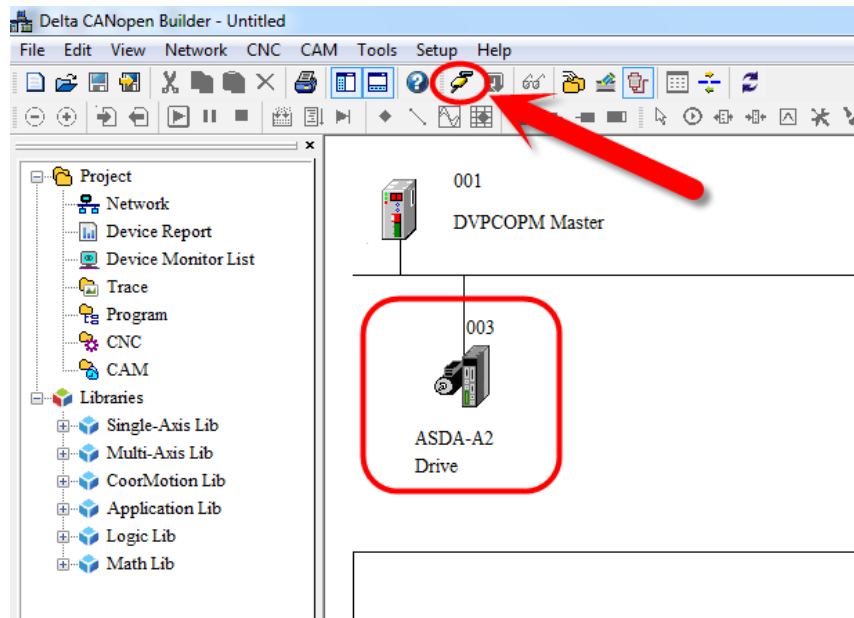 Delta CANopen Builder - Untitled
File Edit View Network CNC CAM Tools Setup Help
Project
Network
Device Report
Device Monitor List
Trace
Program
CNC
CAM
Libraries
Single-Axis Lib
Multi-Axis Lib
CoorMotion Lib
Application Lib
Logic Lib
Math Lib
001
DVPCOPM Master
003
ASDA-A2
Drive